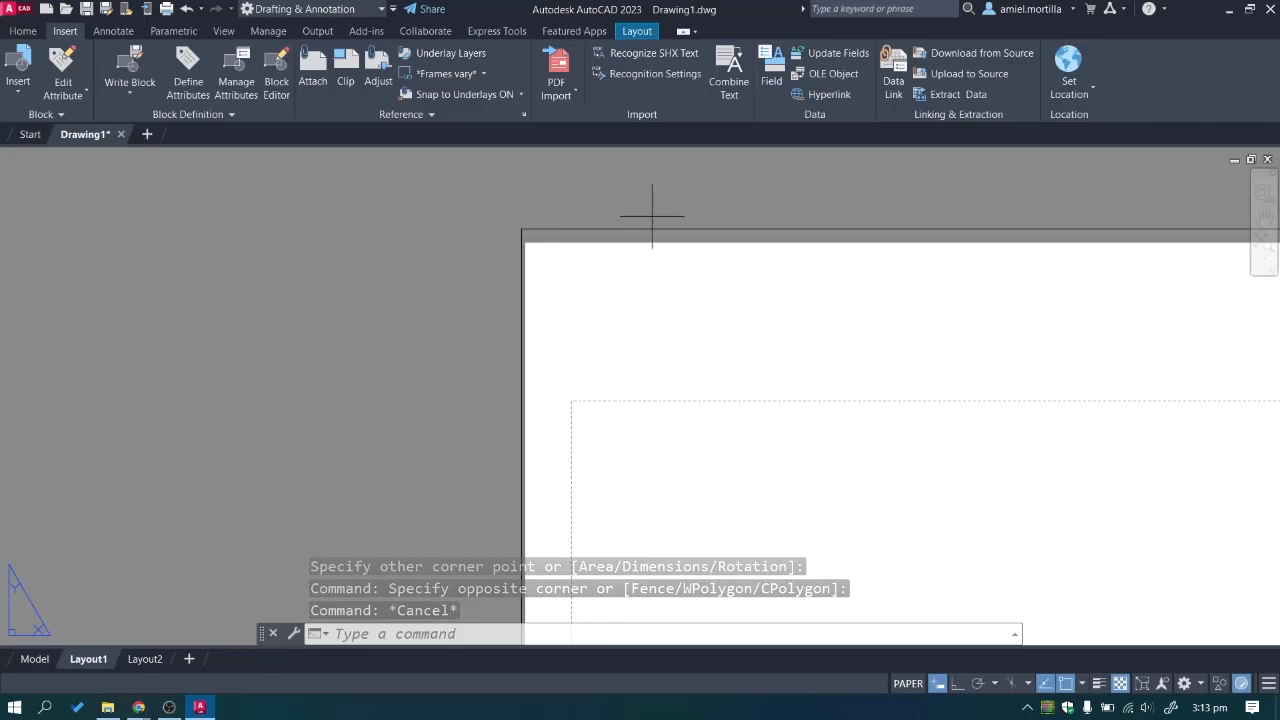 CAD
Drafting & Annotation
Share
Autodesk AutoCAD 2023 Drawing1.dwg
Type a keyword or phrase
amiel.mortilla
Home Insert Annotate Parametric View Manage Output Add-ins Collaborate Express Tools Featured Apps Layout
Insert
Edit
Attribute
Write Block
Define
Attributes
Manage
Attributes
Block
Editor
Attach
Clip
Adjust
Underlay Layers
*Frames vary*
Snap to Underlays ON
PDF
Import
Recognize SHX Text
Recognition Settings
Combine
Text
Field
Update Fields
OLE Object
Hyperlink
Data
Link
Download from Source
Upload to Source
Extract Data
Set
Location
Block Block Definition Reference Import Data Linking & Extraction Location
Start Drawing1*
Specify other corner point or [Area/Dimensions/Rotation]:
Command: Specify opposite corner or [Fence/WPolygon/CPolygon]:
Command: *Cancel*
Type a command
Y
X
Model Layout1 Layout2
PAPER
3:13 pm